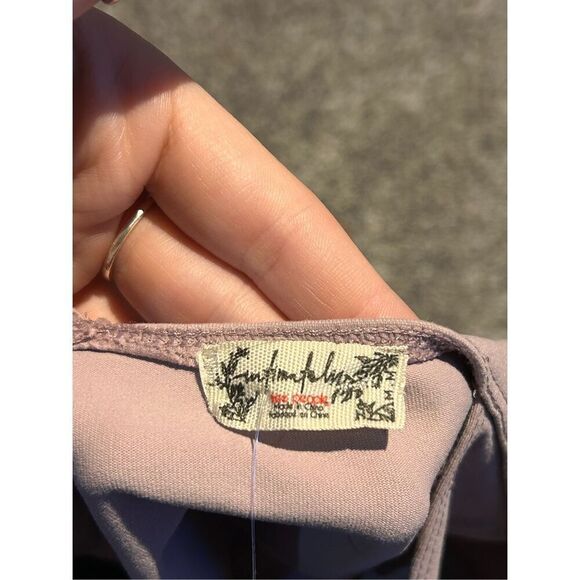 Intimately
free people
Made in China
Fabriqué en Chine
M M M